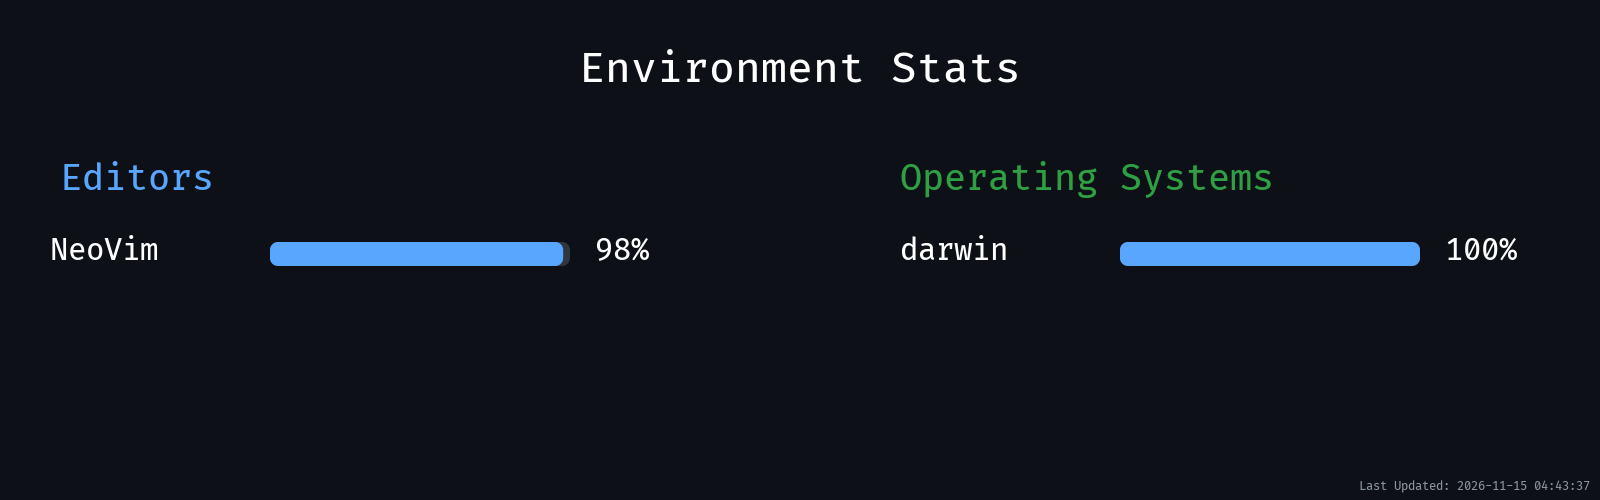 Environment Stats
Editors
NeoVim 98%
Operating Systems
darwin 100%
Last Updated: 2026-11-15 04:43:37